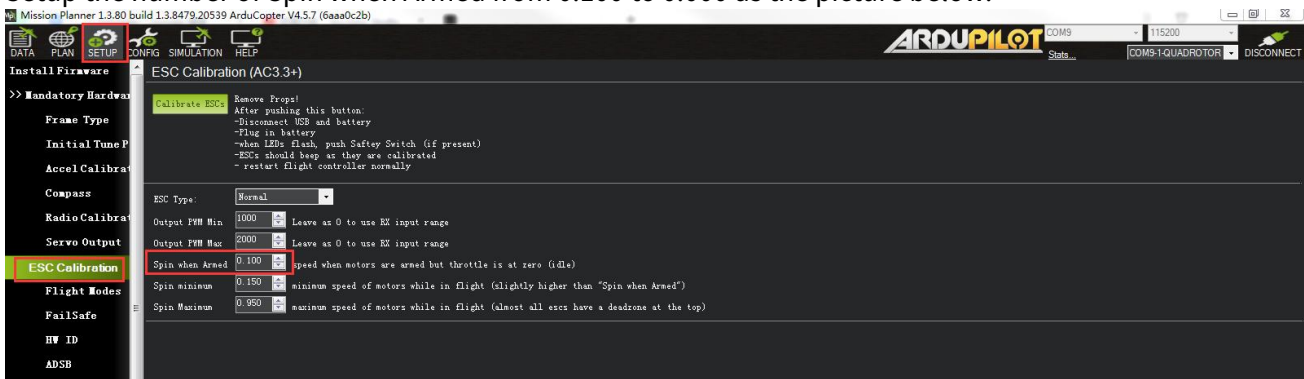 Setup the number of Spin when Armed from 0.100 to 0.000 as the picture below:
Mission Planner 1.3.80 build 1.3.8479.20539 ArduCopter V4.5.7 (6aaa0c2b)
DATA PLAN SETUP CONFIG SIMULATION HELP
ARDUPILOT
COM9 115200
Stats... COM9-1-QUADROTOR DISCONNECT
Install Firmware
ESC Calibration (AC3.3+)
>> Mandatory Hardwar
Frame Type
Initial Tune P
Accel Calibrat
Compass
Radio Calibrat
Servo Output
ESC Calibration
Flight Modes
FailSafe
HW ID
ADSB
Calibrate ESCs
Remove Props!
After pushing this button:
-Disconnect USB and battery
-Plug in battery
-when LEDs flash, push Saftey Switch (if present)
-ESCs should beep as they are calibrated
- restart flight controller normally
ESC Type: Normal
Output PWM Min 1000 Leave as 0 to use RX input range
Output PWM Max 2000 Leave as 0 to use RX input range
Spin when Armed 0.100 speed when motors are armed but throttle is at zero (idle)
Spin minimum 0.150 minimum speed of motors while in flight (slightly higher than "Spin when Armed")
Spin Maximum 0.950 maximum speed of motors while in flight (almost all escs have a deadzone at the top)